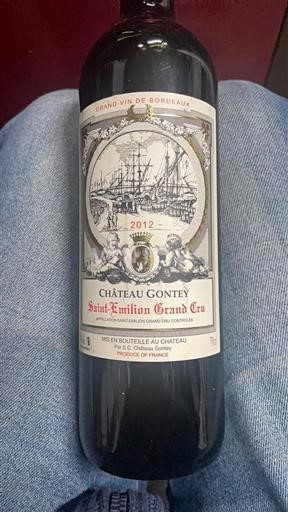 GRAND VIN DE BORDEAUX
2012
CHÂTEAU GONTEY
Saint-Emilion Grand Cru
APPELLATION SAINT-EMILION GRAND CRU CONTRÔLÉE
MIS EN BOUTEILLE AU CHATEAU
Par S.C. Château Gontey
PRODUCE OF FRANCE